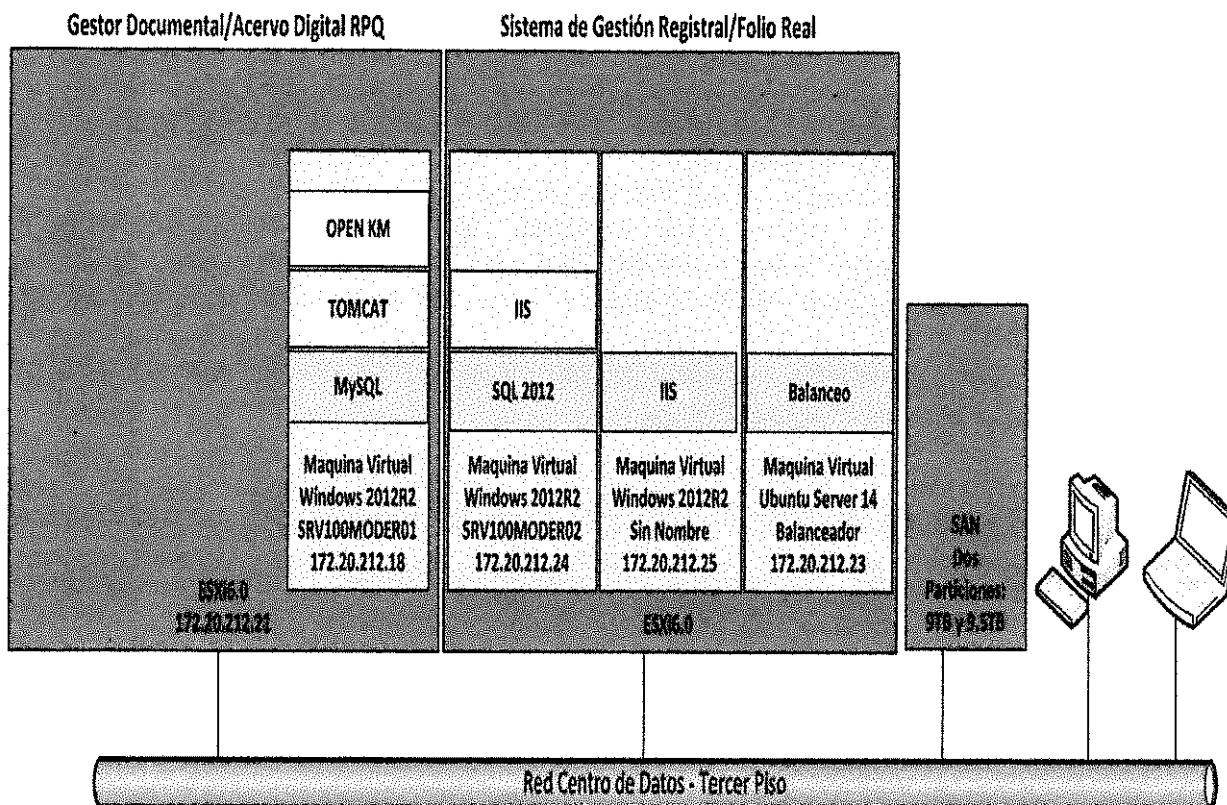 Gestor Documental/Acervo Digital RPQ
Sistema de Gestión Registral/Folio Real
OPEN KM
TOMCAT
MySQL
Maquina Virtual
Windows 2012R2
SRV100MODER01
172.20.212.18
ESXi6.0
172.20.212.21
IIS
SQL 2012
Maquina Virtual
Windows 2012R2
SRV100MODER02
172.20.212.24
IIS
Maquina Virtual
Windows 2012R2
Sin Nombre
172.20.212.25
Balanceo
Maquina Virtual
Ubuntu Server 14
Balanceador
172.20.212.23
ESXi6.0
SAN
Dos
Particiones:
9TB y 9.5TB
Red Centro de Datos - Tercer Piso